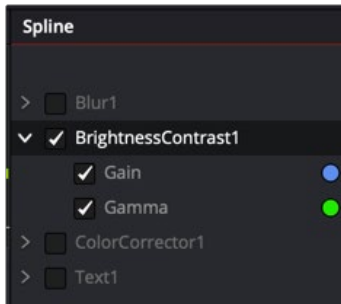 Spline
Blur1
BrightnessContrast1
Gain
Gamma
ColorCorrector1
Text1